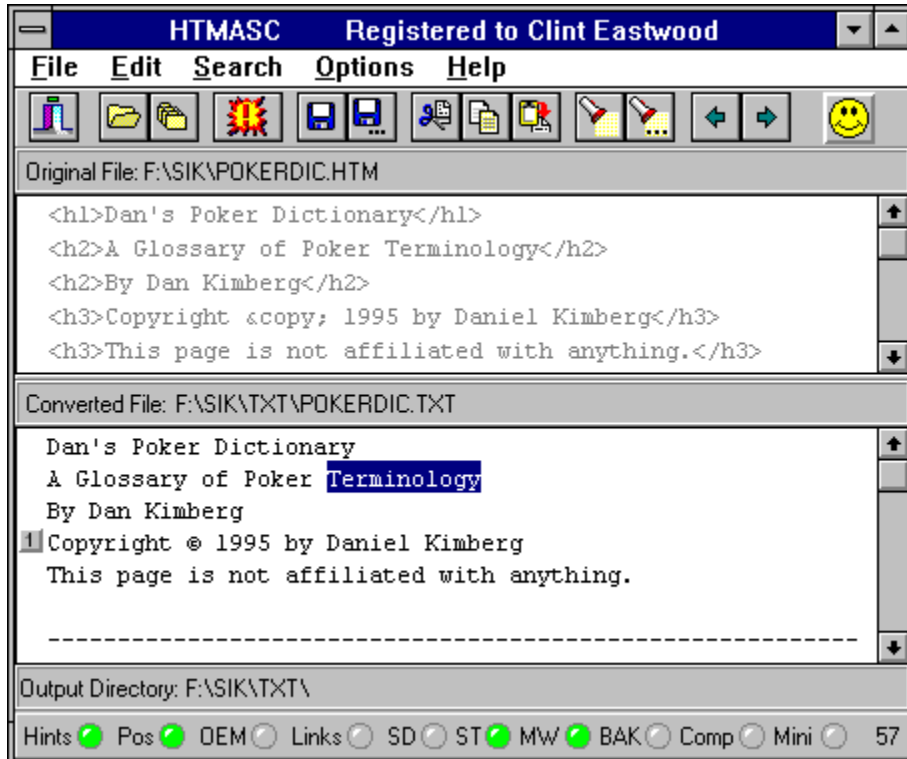 HTMASC Registered to Clint Eastwood
File Edit Search Options Help
Original File: F:\SIK\POKERDIC.HTM
<h1>Dan's Poker Dictionary</h1>
<h2>A Glossary of Poker Terminology</h2>
<h2>By Dan Kimberg</h2>
<h3>Copyright &copy; 1995 by Daniel Kimberg</h3>
<h3>This page is not affiliated with anything.</h3>
Converted File: F:\SIK\TXT\POKERDIC.TXT
Dan's Poker Dictionary
A Glossary of Poker Terminology
By Dan Kimberg
1 Copyright © 1995 by Daniel Kimberg
This page is not affiliated with anything.
----------------------------------------------------------
Output Directory: F:\SIK\TXT\
Hints Pos OEM Links SD ST MW BAK Comp Mini 57